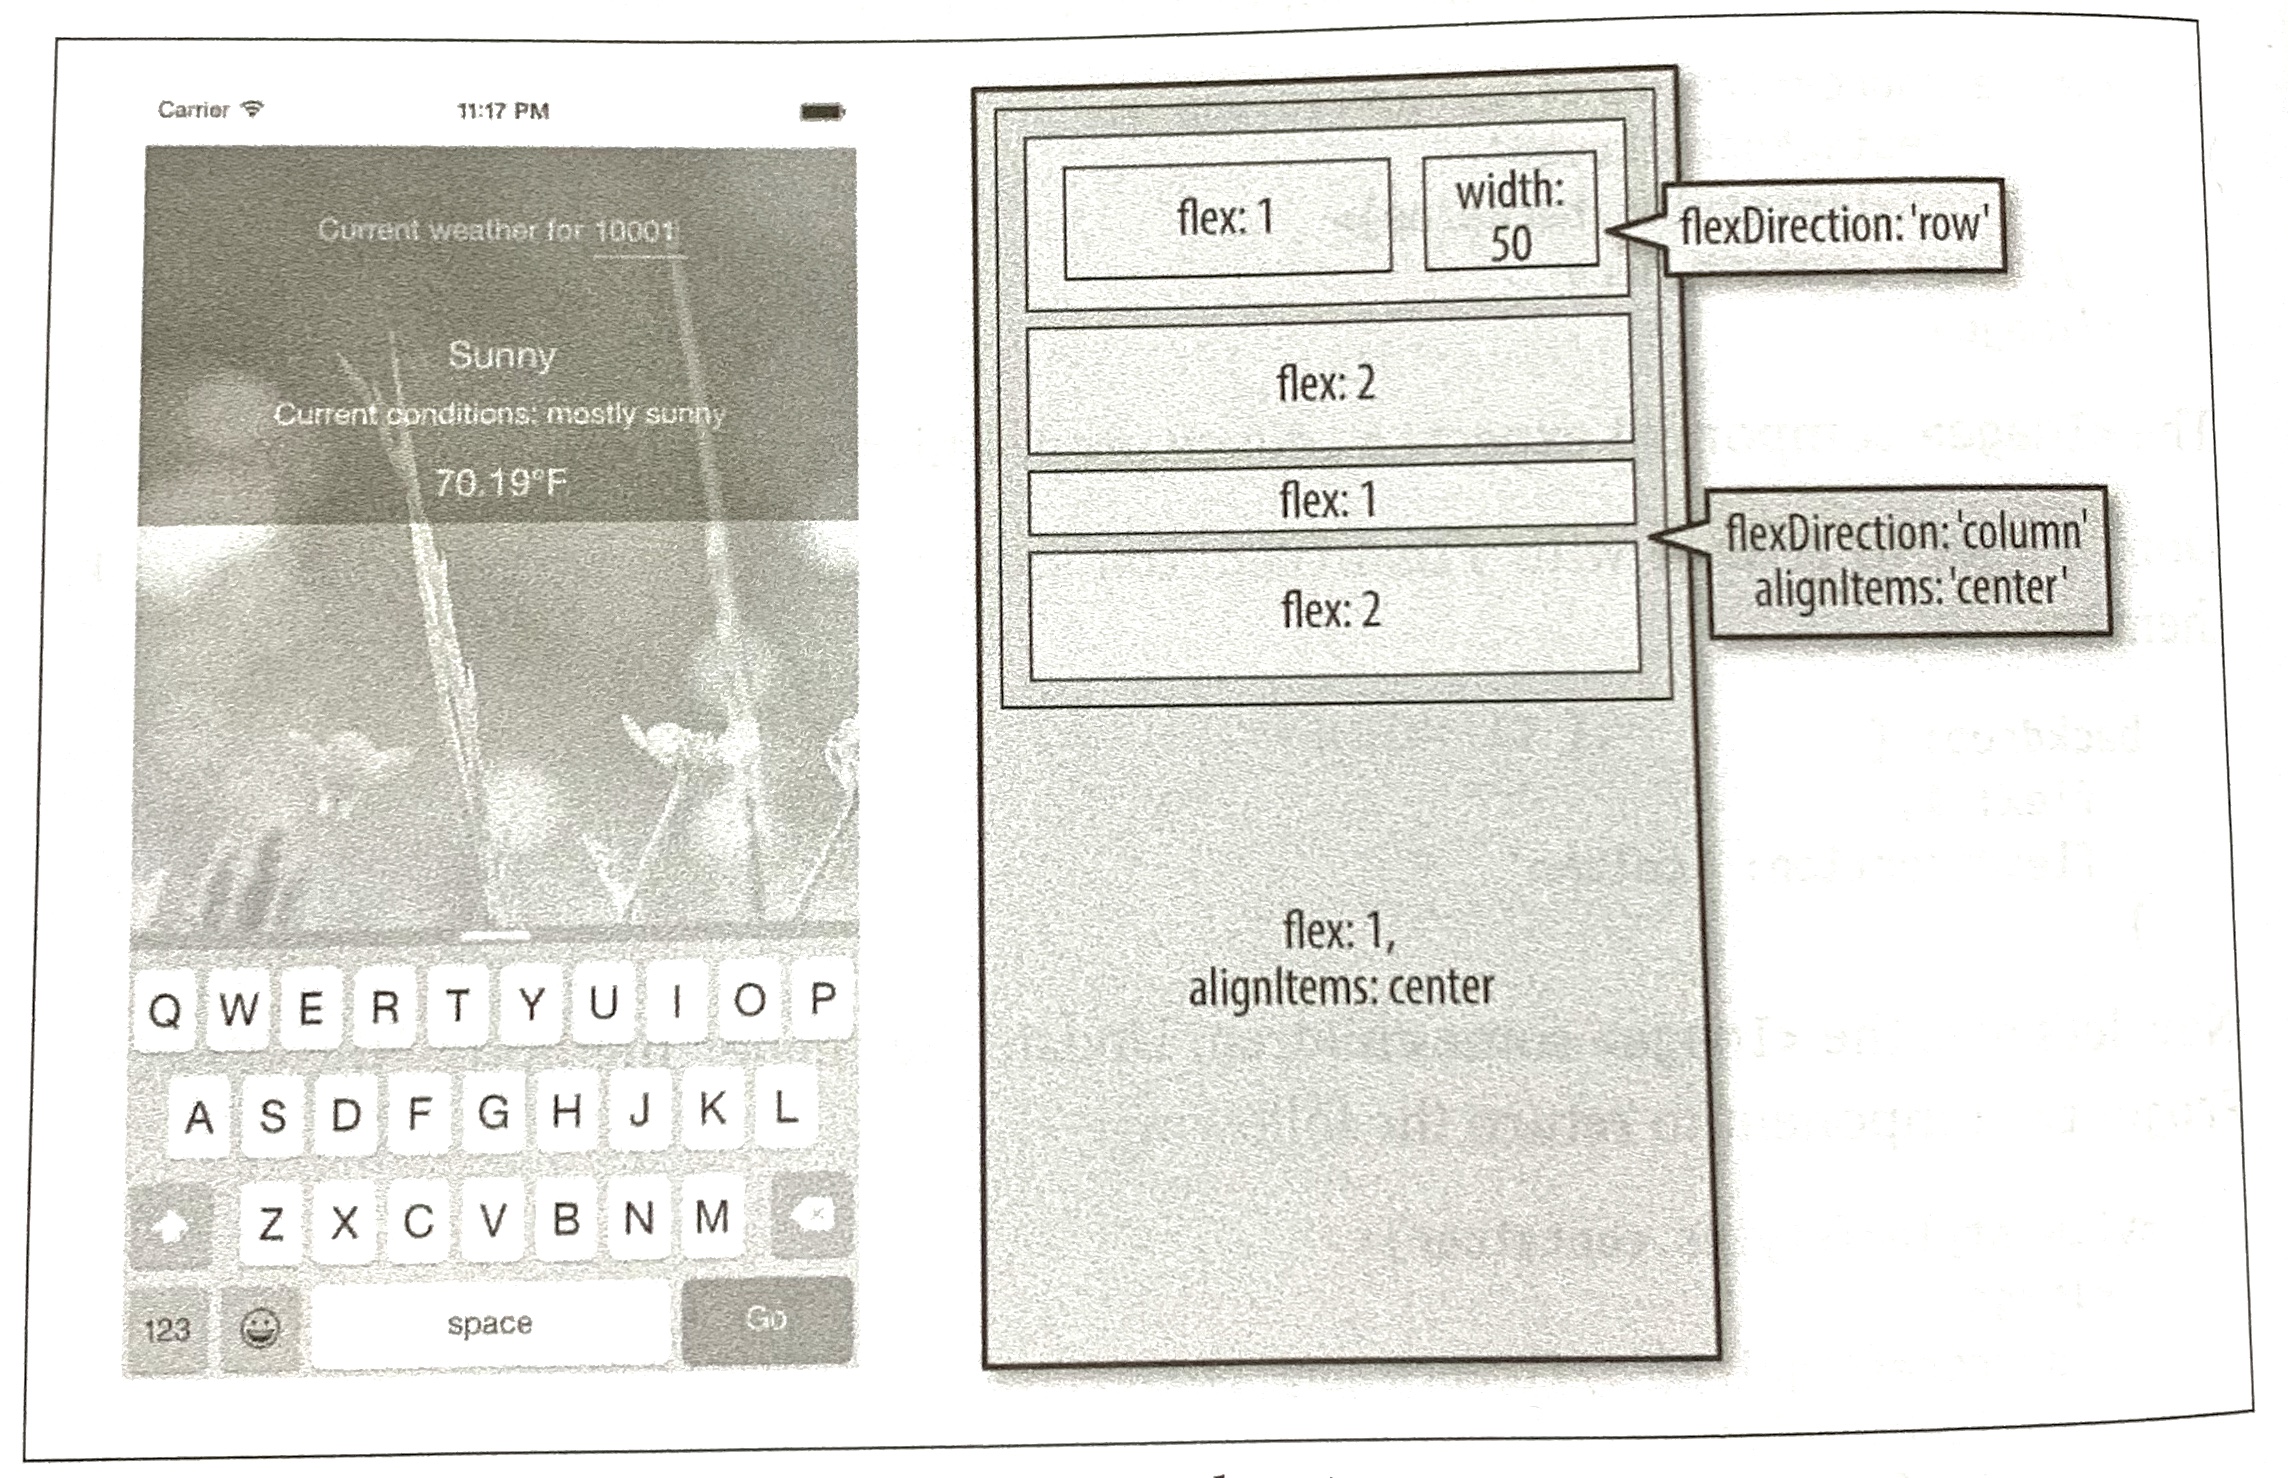 Carrier 11:17 PM
Current weather for 10001
Sunny
Current conditions: mostly sunny
70.19°F
Q W E R T Y U I O P
A S D F G H J K L
Z X C V B N M
123 space Go
flex: 1
width:
50
flexDirection: 'row'
flex: 2
flex: 1
flex: 2
flexDirection: 'column'
alignItems: 'center'
flex: 1,
alignItems: center